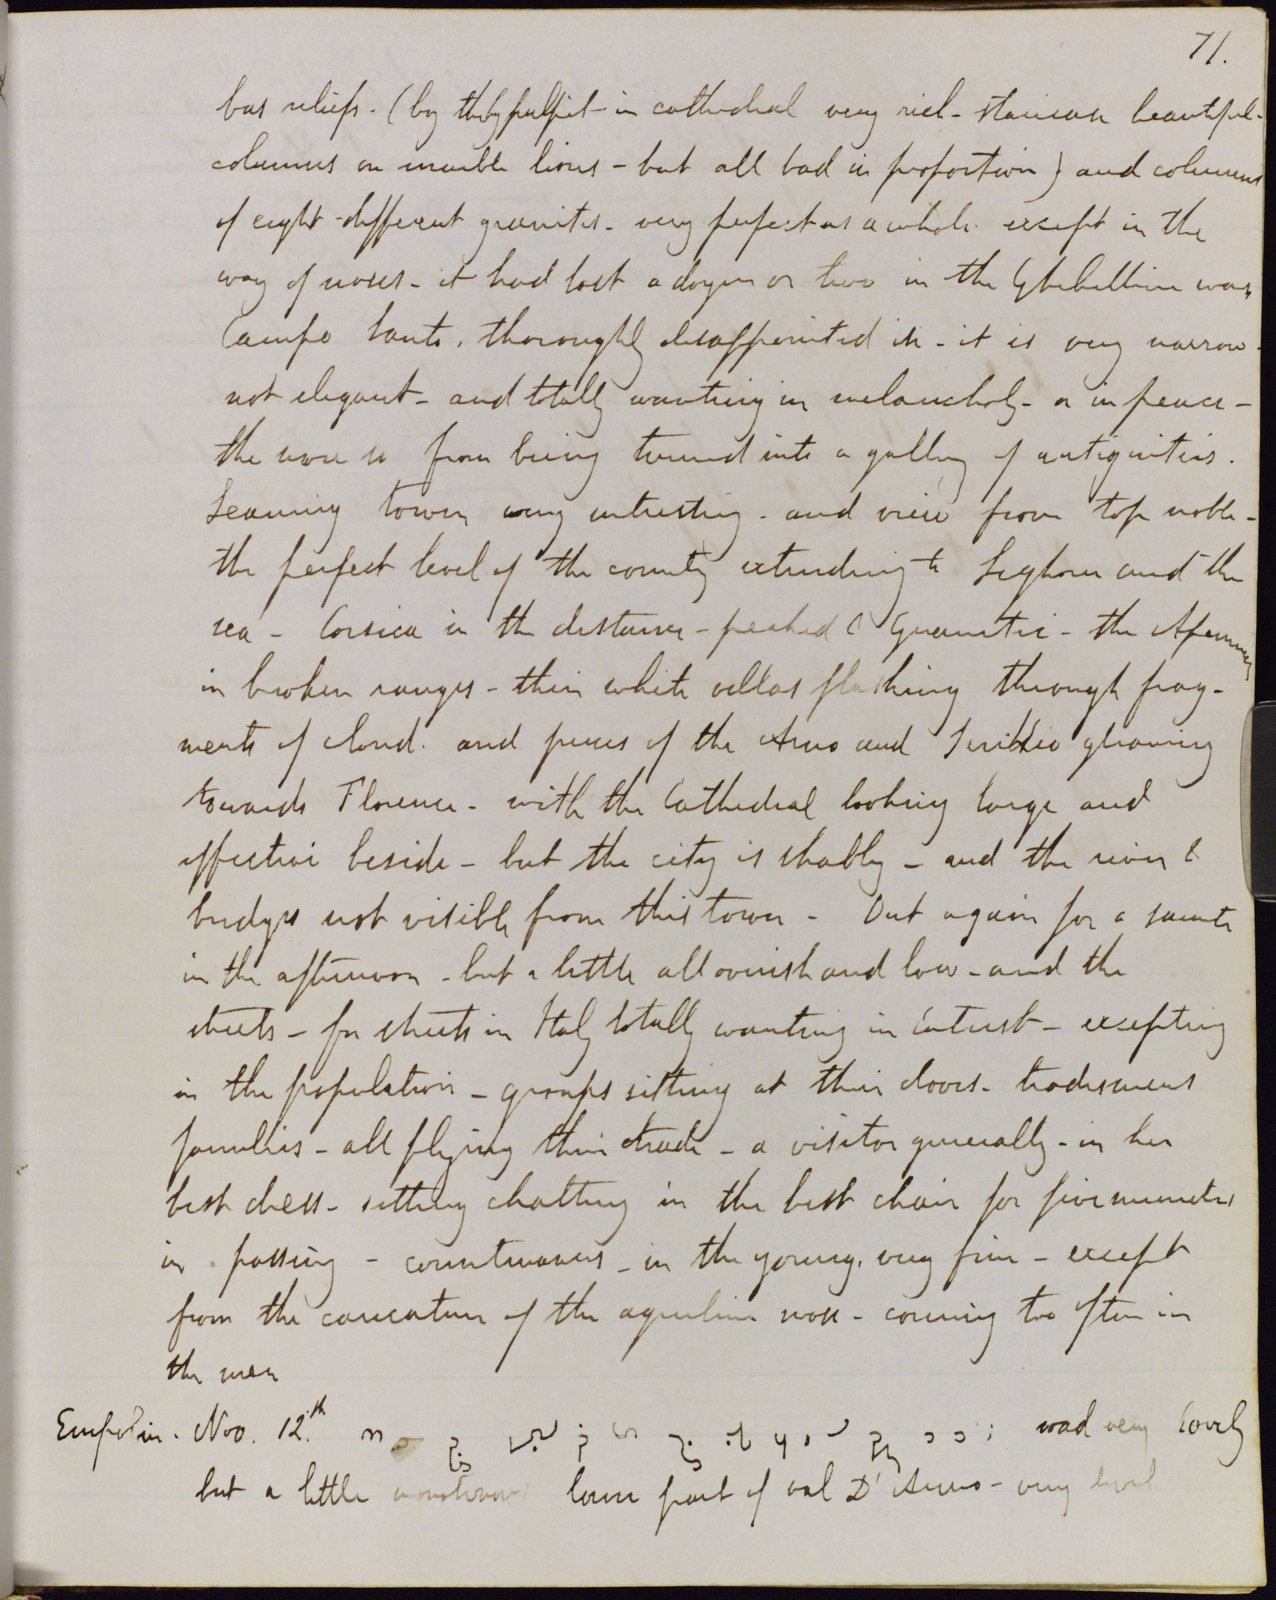 71.
bas reliefs. (by the by pulpit in cathedral very rich - staircase beautiful -
columns on marble lions - but all bad in proportion) and columns
of eight different granites - very perfect as a whole except in the
way of noses - it had lost a dozen or two in the Ghibelline wars
Campo Santo, thoroughly disappointed in - it is very narrow -
not elegant - and totally wanting in melancholy - or in peace -
the more so from being turned into a gallery of antiquities.
Leaning tower, very interesting - and view from top noble -
the perfect level of the country extending to Leghorn and the
sea - Corsica in the distance - peaked & - the Apennines
in broken ranges - their white villas flashing through frag-
ments of cloud. and pieces of the Arno and gleaming
towards Florence - with the Cathedral looking large and
effective beside - but the city is shabby - and the river &
bridges not visible from this tower - Out again for a saunter
in the afternoon - but a little all overish and low - and the
streets - for streets in Italy totally wanting in interest - excepting
in the population - groups sitting at their doors - tradesmens
families - all plying their trade - a visitor generally - in her
best dress - sitting chatting in the best chair for five minutes
in passing - countenances - in the young, very fine - except
from the caricature of the aquiline nose - coming too often in
the men
Nov. 12th road very lovely
but a little monotonous lower part of val D'Arno - very level